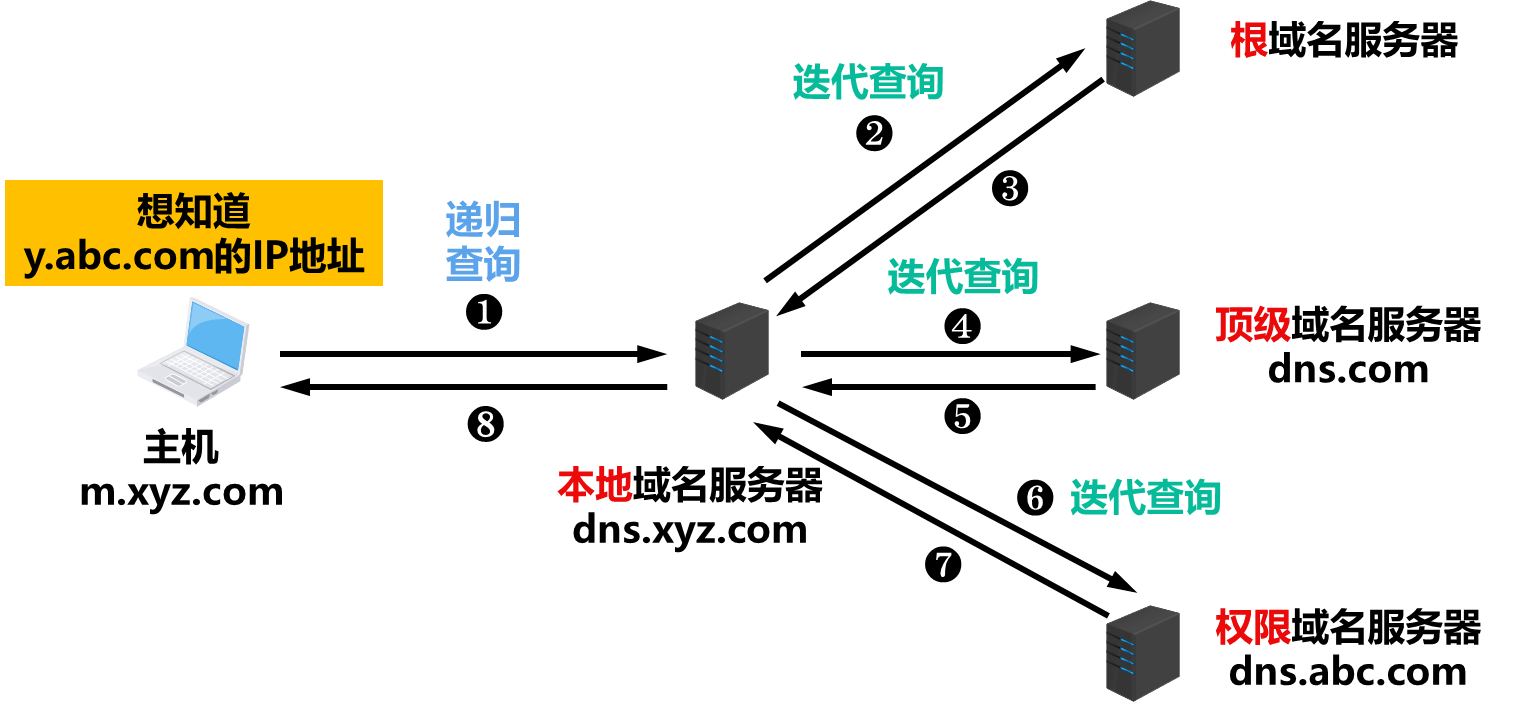 根域名服务器
迭代查询
❷
❸
想知道
y.abc.com的IP地址
递归
查询
❶
迭代查询
❹
顶级域名服务器
dns.com
❺
❽
主机
m.xyz.com
本地域名服务器
dns.xyz.com
❻ 迭代查询
❼
权限域名服务器
dns.abc.com